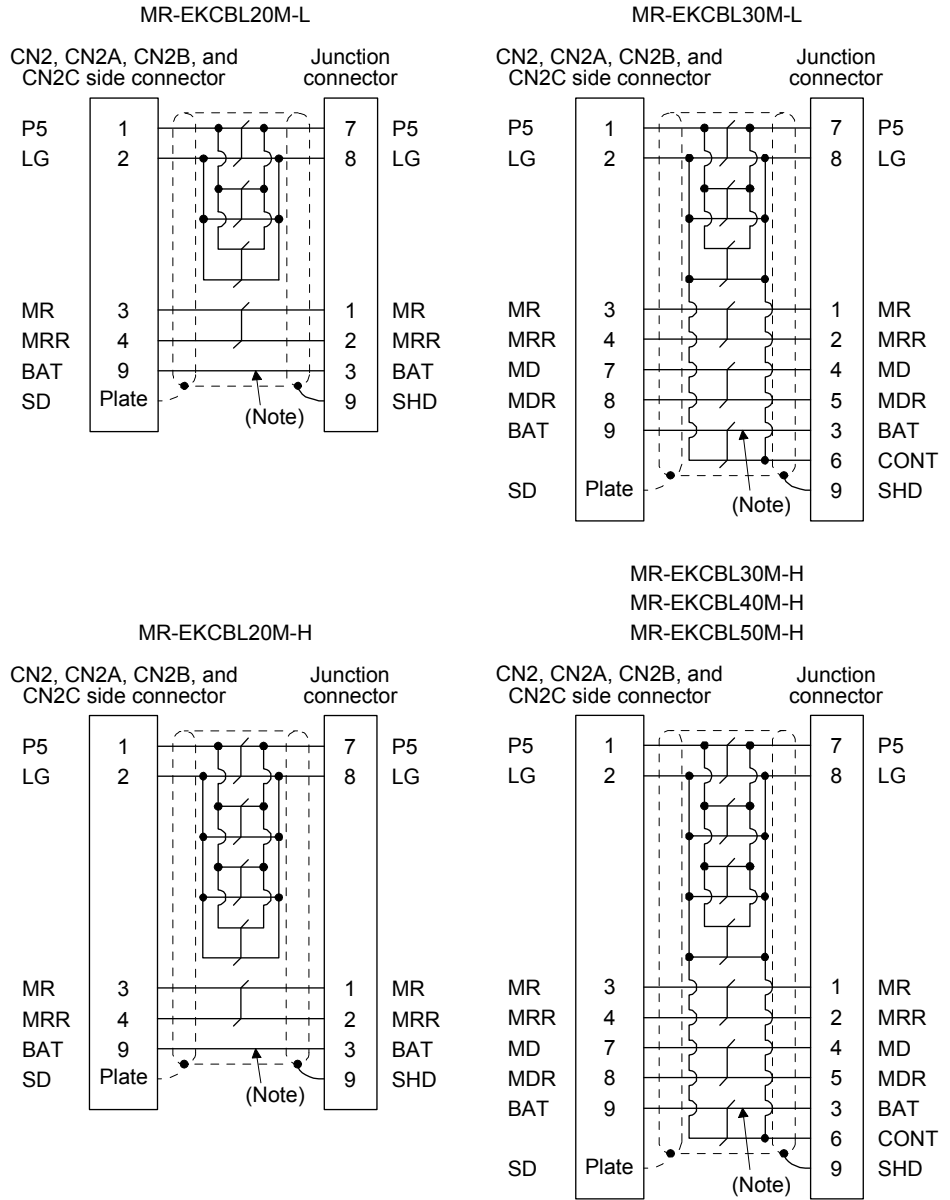 MR-EKCBL20M-L
CN2, CN2A, CN2B, and
CN2C side connector
Junction
connector
P5 1 7 P5
LG 2 8 LG
MR 3 1 MR
MRR 4 2 MRR
BAT 9 3 BAT
SD Plate 9 SHD
(Note)
MR-EKCBL30M-L
CN2, CN2A, CN2B, and
CN2C side connector
Junction
connector
P5 1 7 P5
LG 2 8 LG
MR 3 1 MR
MRR 4 2 MRR
MD 7 4 MD
MDR 8 5 MDR
BAT 9 3 BAT
6 CONT
SD Plate 9 SHD
(Note)
MR-EKCBL20M-H
CN2, CN2A, CN2B, and
CN2C side connector
Junction
connector
P5 1 7 P5
LG 2 8 LG
MR 3 1 MR
MRR 4 2 MRR
BAT 9 3 BAT
SD Plate 9 SHD
(Note)
MR-EKCBL30M-H
MR-EKCBL40M-H
MR-EKCBL50M-H
CN2, CN2A, CN2B, and
CN2C side connector
Junction
connector
P5 1 7 P5
LG 2 8 LG
MR 3 1 MR
MRR 4 2 MRR
MD 7 4 MD
MDR 8 5 MDR
BAT 9 3 BAT
6 CONT
SD Plate 9 SHD
(Note)